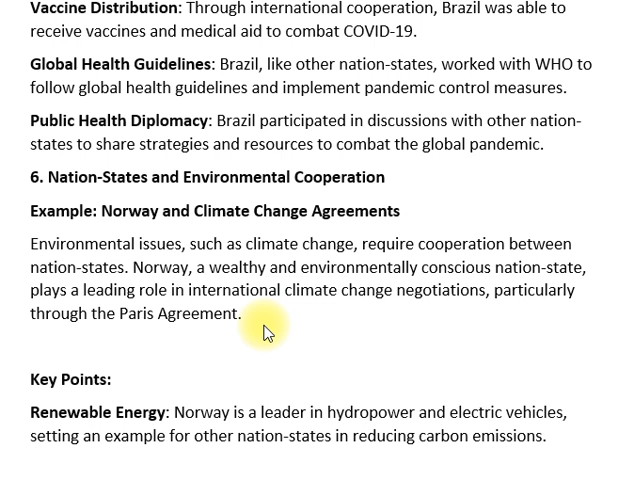 Vaccine Distribution: Through international cooperation, Brazil was able to
receive vaccines and medical aid to combat COVID-19.
Global Health Guidelines: Brazil, like other nation-states, worked with WHO to
follow global health guidelines and implement pandemic control measures.
Public Health Diplomacy: Brazil participated in discussions with other nation-
states to share strategies and resources to combat the global pandemic.
6. Nation-States and Environmental Cooperation
Example: Norway and Climate Change Agreements
Environmental issues, such as climate change, require cooperation between
nation-states. Norway, a wealthy and environmentally conscious nation-state,
plays a leading role in international climate change negotiations, particularly
through the Paris Agreement.
Key Points:
Renewable Energy: Norway is a leader in hydropower and electric vehicles,
setting an example for other nation-states in reducing carbon emissions.